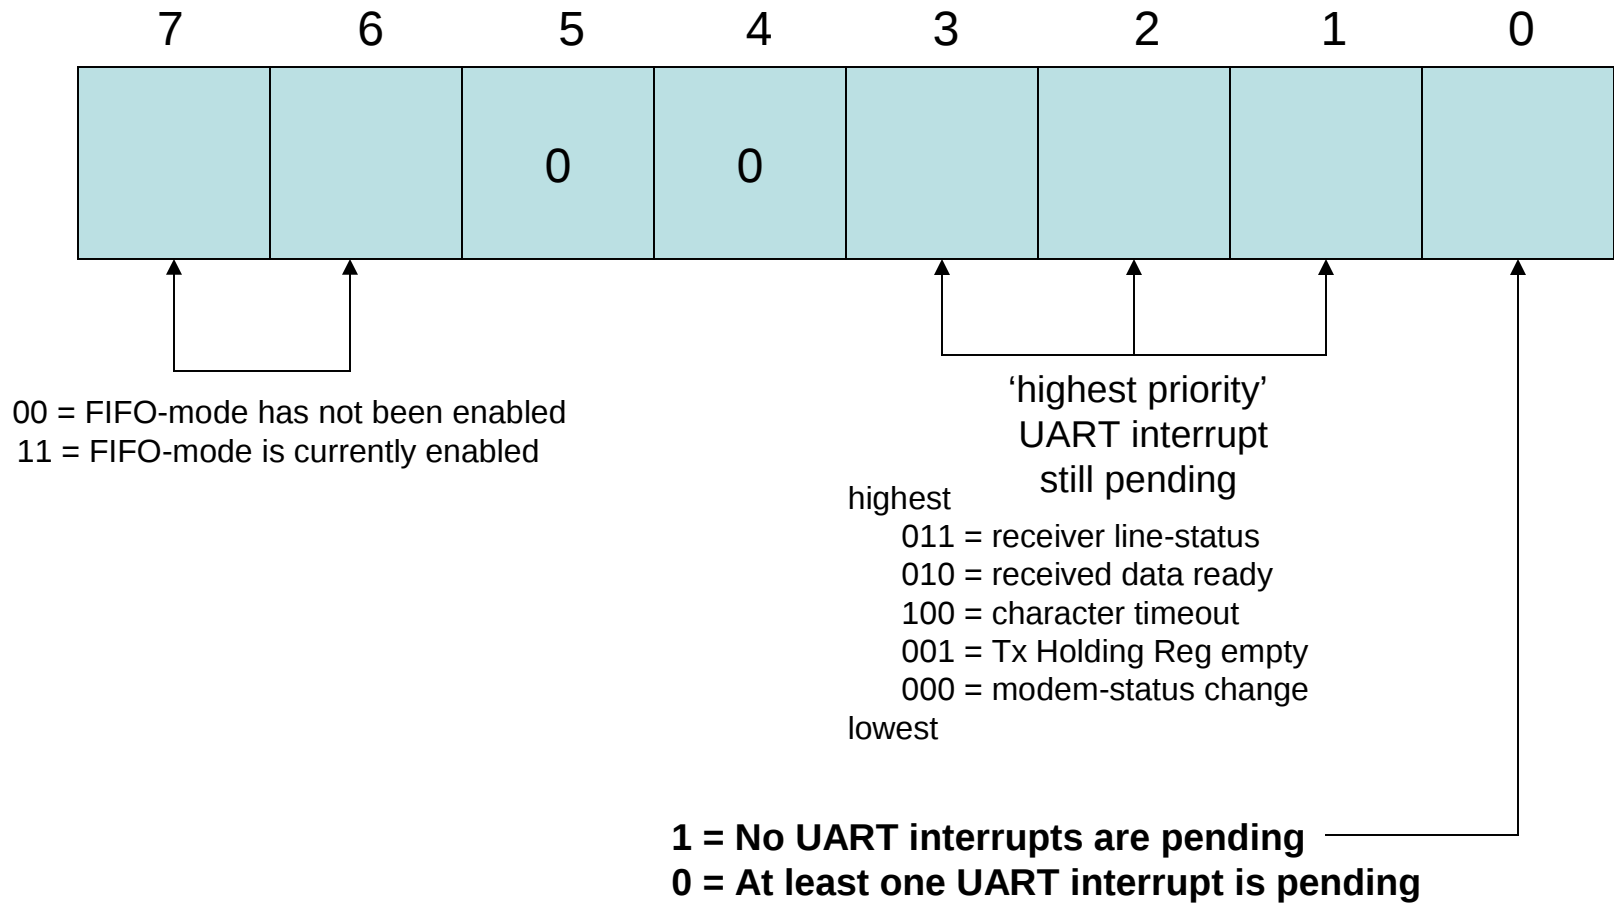 7 6 5 4 3 2 1 0
0 0
00 = FIFO-mode has not been enabled
11 = FIFO-mode is currently enabled
‘highest priority’
UART interrupt
still pending
highest
011 = receiver line-status
010 = received data ready
100 = character timeout
001 = Tx Holding Reg empty
000 = modem-status change
lowest
1 = No UART interrupts are pending
0 = At least one UART interrupt is pending